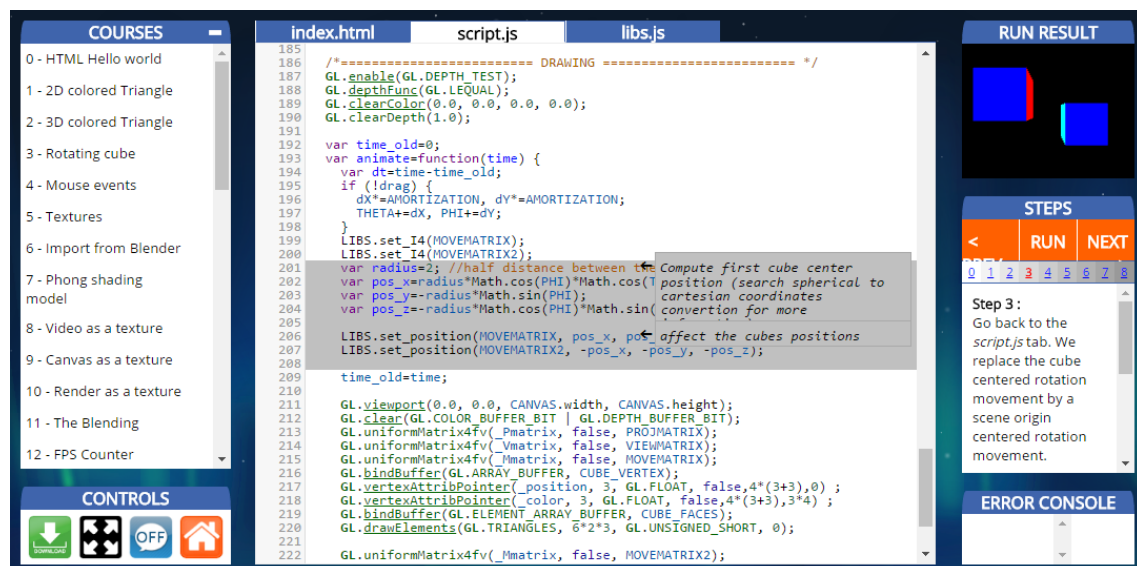 COURSES
0 - HTML Hello world
1 - 2D colored Triangle
2 - 3D colored Triangle
3 - Rotating cube
4 - Mouse events
5 - Textures
6 - Import from Blender
7 - Phong shading
model
8 - Video as a texture
9 - Canvas as a texture
10 - Render as a texture
11 - The Blending
12 - FPS Counter
CONTROLS
DOWNLOAD
OFF
index.html script.js libs.js
185
186 /*========================= DRAWING ========================= */
187 GL.enable(GL.DEPTH_TEST);
188 GL.depthFunc(GL.LEQUAL);
189 GL.clearColor(0.0, 0.0, 0.0, 0.0);
190 GL.clearDepth(1.0);
191
192 var time_old=0;
193 var animate=function(time) {
194 var dt=time-time_old;
195 if (!drag) {
196 dX*=AMORTIZATION, dY*=AMORTIZATION;
197 THETA+=dX, PHI+=dY;
198 }
199 LIBS.set_I4(MOVEMATRIX);
200 LIBS.set_I4(MOVEMATRIX2);
201 var radius=2; //half distance between the
202 var pos_x=radius*Math.cos(PHI)*Math.cos(T
203 var pos_y=-radius*Math.sin(PHI);
204 var pos_z=-radius*Math.cos(PHI)*Math.sin(
205
206 LIBS.set_position(MOVEMATRIX, pos_x, pos_
207 LIBS.set_position(MOVEMATRIX2, -pos_x, -pos_y, -pos_z);
208
209 time_old=time;
210
211 GL.viewport(0.0, 0.0, CANVAS.width, CANVAS.height);
212 GL.clear(GL.COLOR_BUFFER_BIT | GL.DEPTH_BUFFER_BIT);
213 GL.uniformMatrix4fv(_Pmatrix, false, PROJMATRIX);
214 GL.uniformMatrix4fv(_Vmatrix, false, VIEWMATRIX);
215 GL.uniformMatrix4fv(_Mmatrix, false, MOVEMATRIX);
216 GL.bindBuffer(GL.ARRAY_BUFFER, CUBE_VERTEX);
217 GL.vertexAttribPointer(_position, 3, GL.FLOAT, false,4*(3+3),0) ;
218 GL.vertexAttribPointer(_color, 3, GL.FLOAT, false,4*(3+3),3*4) ;
219 GL.bindBuffer(GL.ELEMENT_ARRAY_BUFFER, CUBE_FACES);
220 GL.drawElements(GL.TRIANGLES, 6*2*3, GL.UNSIGNED_SHORT, 0);
221
222 GL.uniformMatrix4fv(_Mmatrix, false, MOVEMATRIX2);
Compute first cube center
position (search spherical to
cartesian coordinates
convertion for more
affect the cubes positions
RUN RESULT
STEPS
< RUN NEXT
0 1 2 3 4 5 6 7 8
Step 3 :
Go back to the
script.js tab. We
replace the cube
centered rotation
movement by a
scene origin
centered rotation
movement.
ERROR CONSOLE